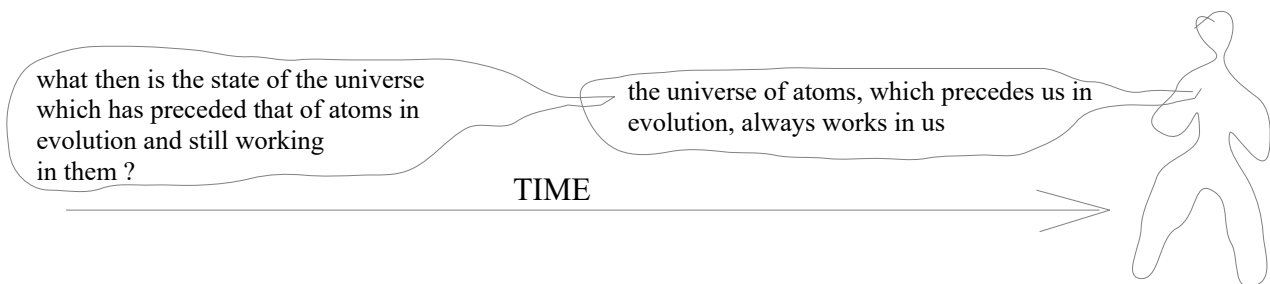 what then is the state of the universe
which has preceded that of atoms in
evolution and still working
in them ?
the universe of atoms, which precedes us in
evolution, always works in us
TIME